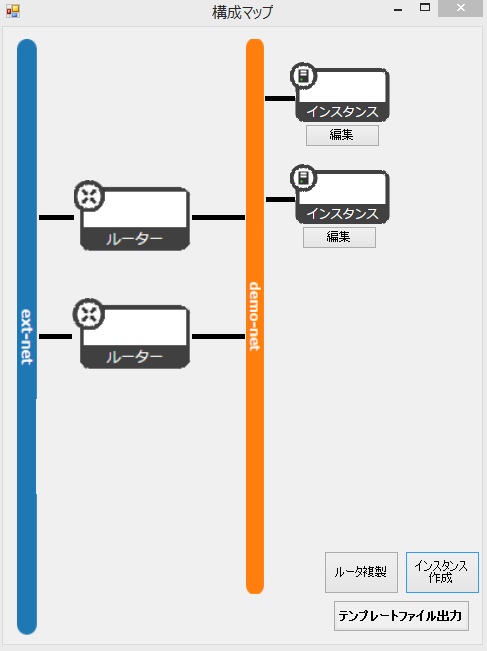 構成マップ
インスタンス
編集
インスタンス
編集
ルーター
ルーター
ext-net
demo-net
ルータ複製
インスタンス
作成
テンプレートファイル出力